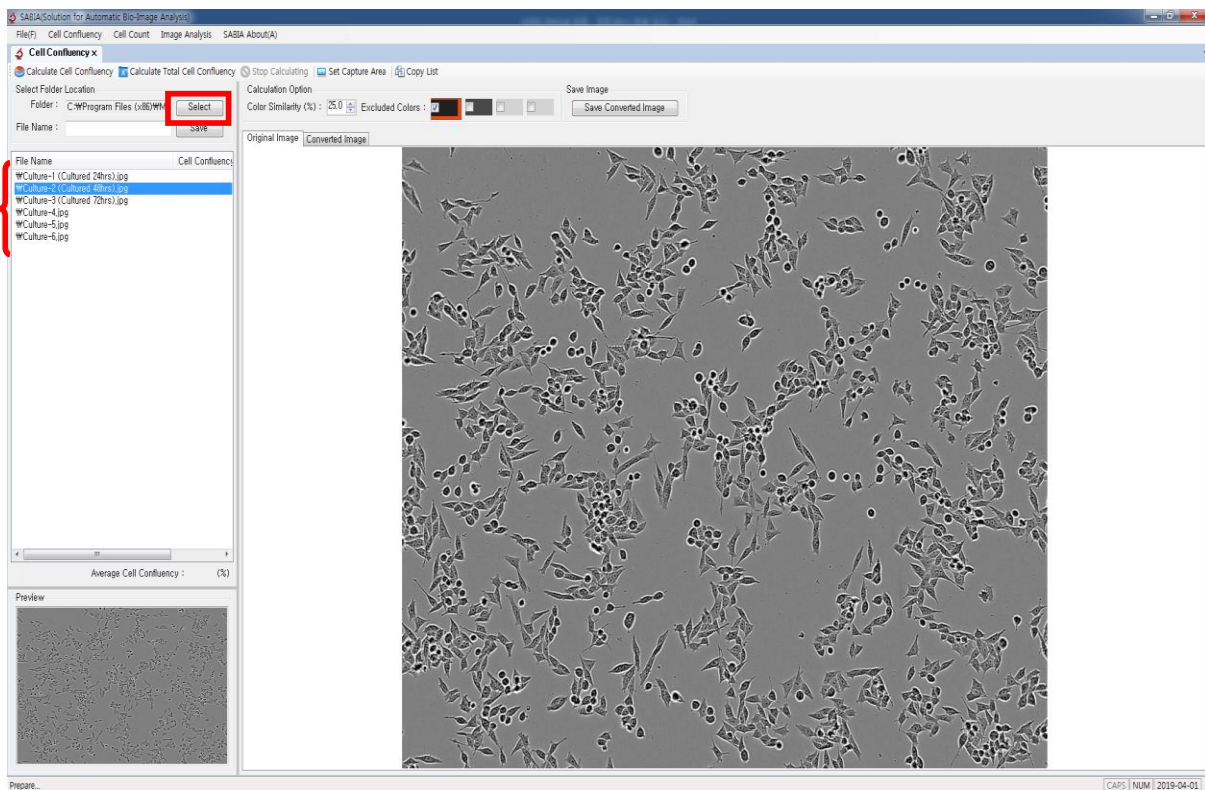 SABIA(Solution for Automatic Bio-Image Analysis)
File(F) Cell Confluency Cell Count Image Analysis SABIA About(A)
Cell Confluency x
Calculate Cell Confluency Calculate Total Cell Confluency Stop Calculating Set Capture Area Copy List
Select Folder Location
Folder : C:₩Program Files (x86)₩M Select
File Name : Save
Calculation Option
Color Similarity (%) : 25.0 Excluded Colors :
Save Image
Save Converted Image
Original Image Converted Image
File Name Cell Confluency
₩Culture-1 (Cultured 24hrs).jpg
₩Culture-2 (Cultured 48hrs).jpg
₩Culture-3 (Cultured 72hrs).jpg
₩Culture-4.jpg
₩Culture-5.jpg
₩Culture-6.jpg
Average Cell Confluency : (%)
Preview
Prepare...
CAPS NUM 2019-04-01